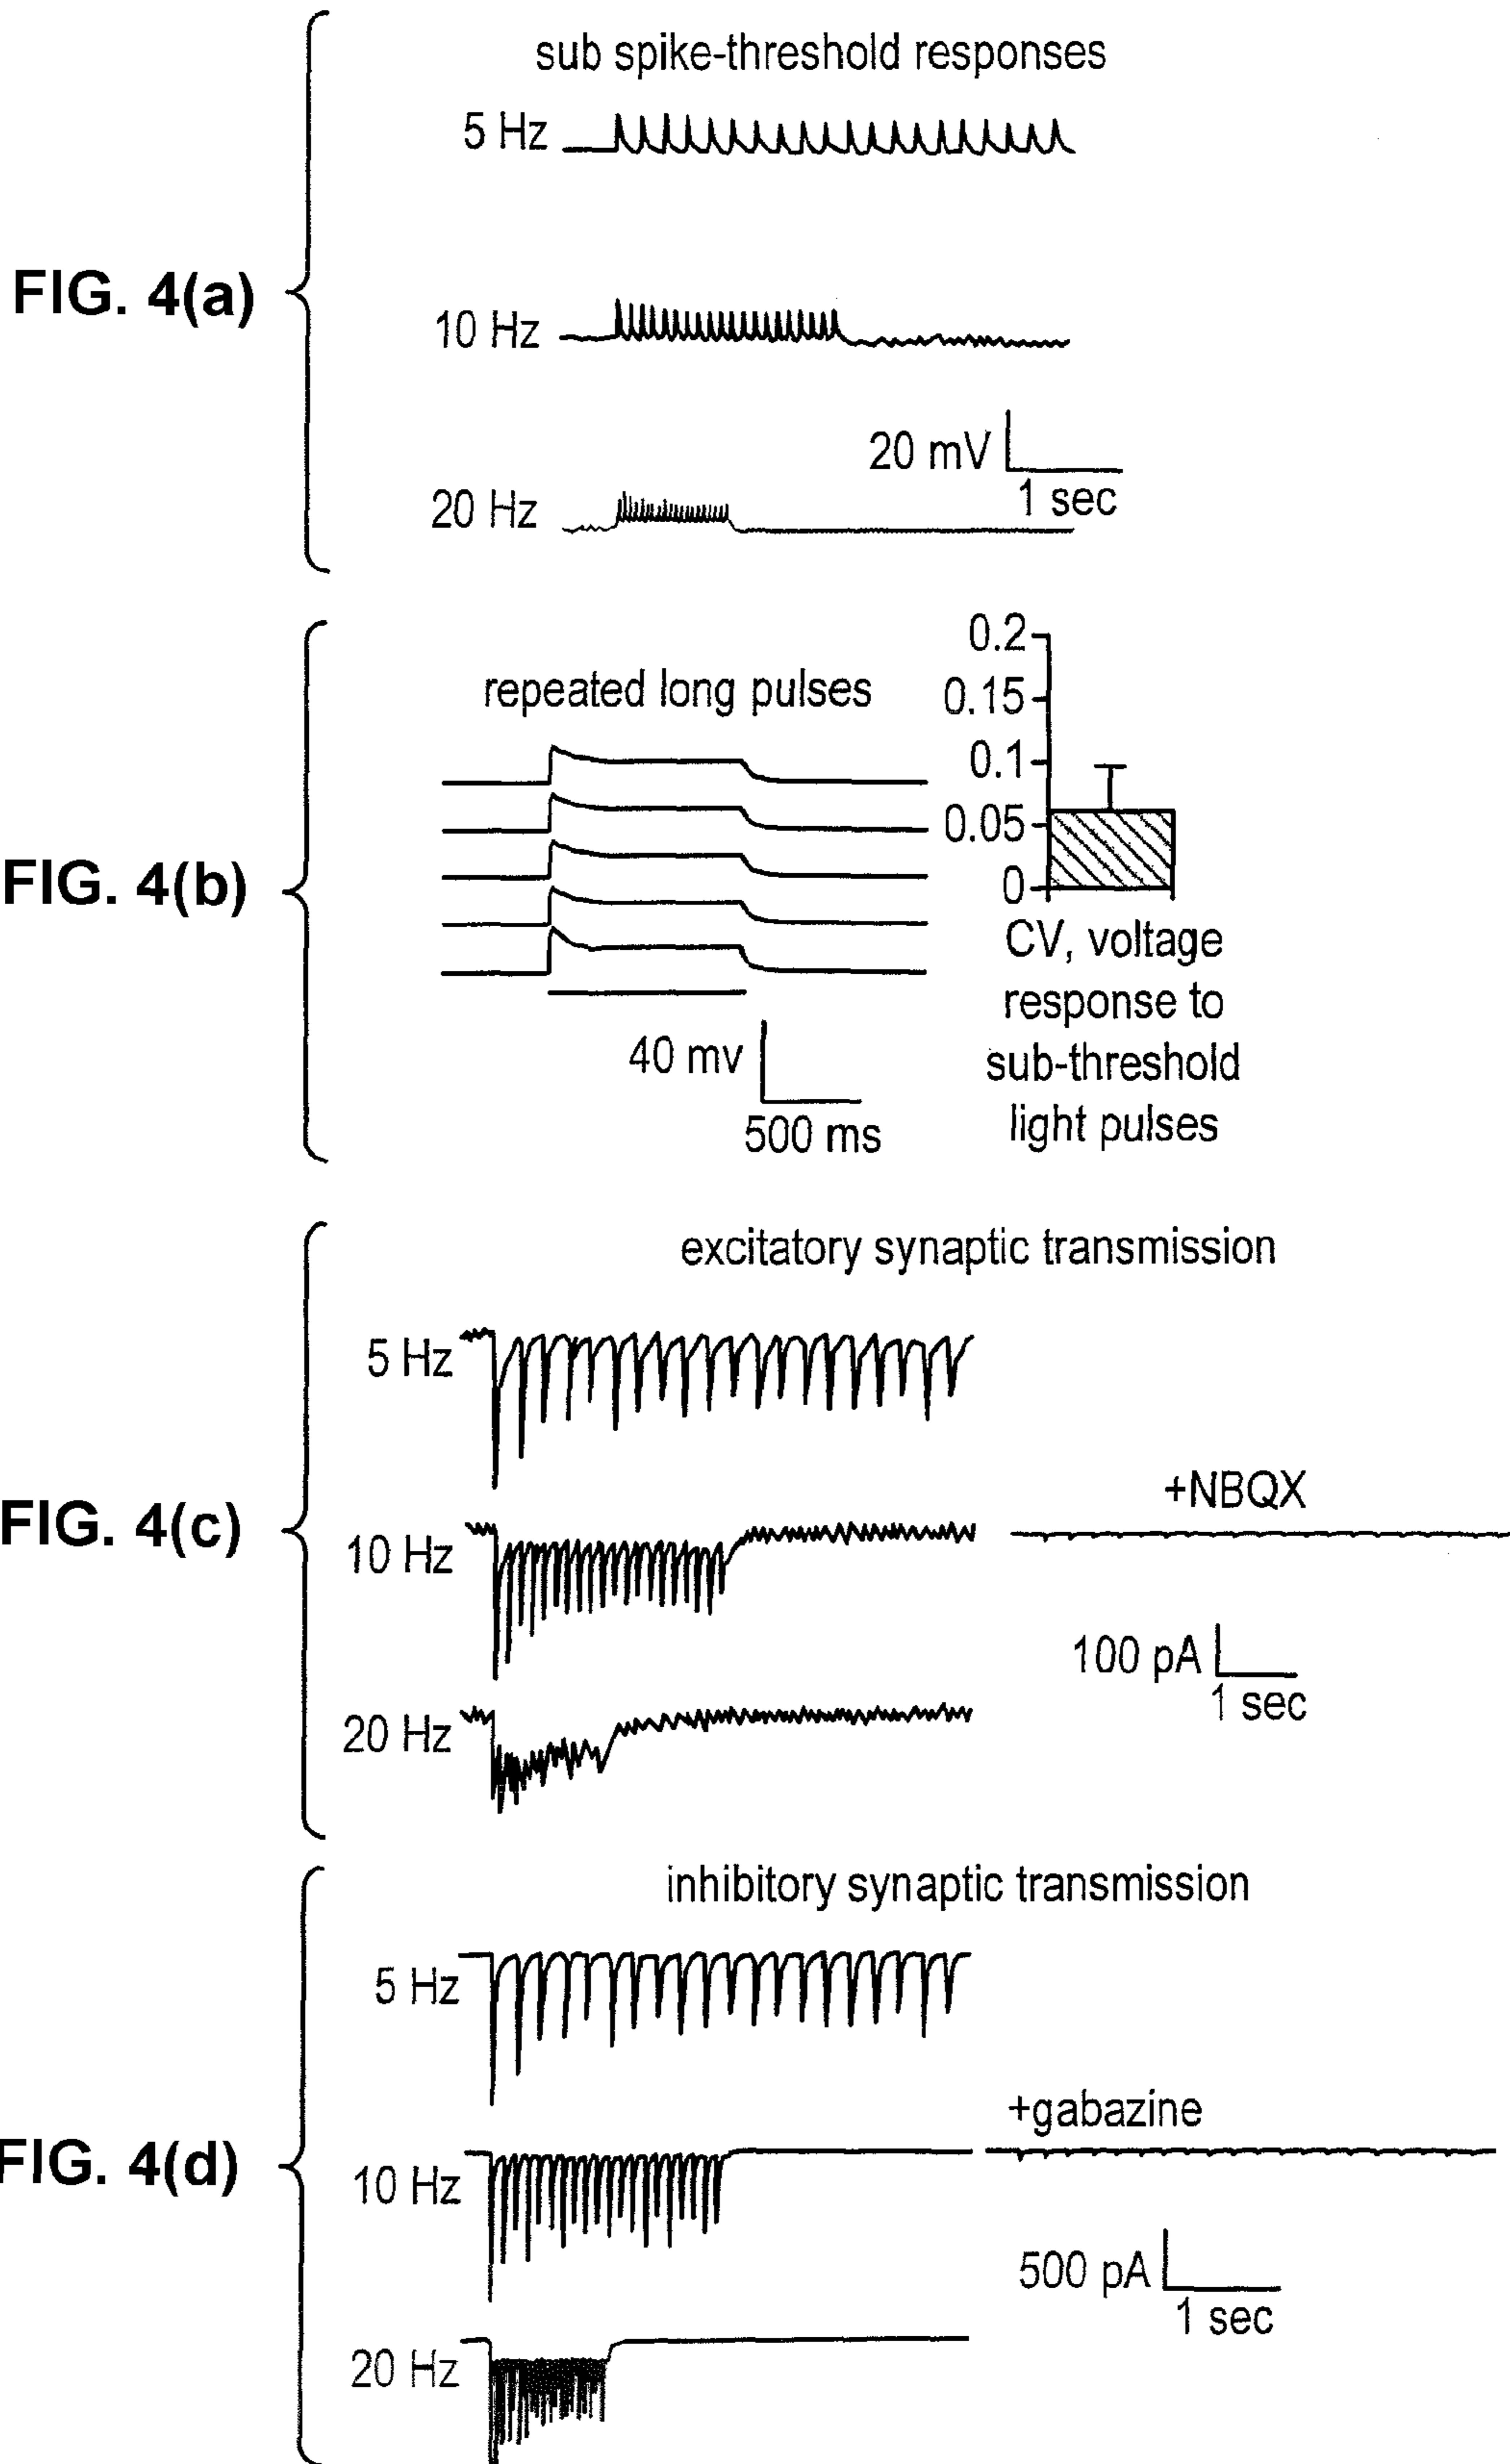 FIG. 4(a)
sub spike-threshold responses
5 Hz
10 Hz
20 mV
1 sec
20 Hz
FIG. 4(b)
repeated long pulses
0.2
0.15
0.1
0.05
0
CV, voltage
response to
sub-threshold
light pulses
40 mv
500 ms
FIG. 4(c)
excitatory synaptic transmission
5 Hz
+NBQX
10 Hz
100 pA
1 sec
20 Hz
FIG. 4(d)
inhibitory synaptic transmission
5 Hz
+gabazine
10 Hz
500 pA
1 sec
20 Hz